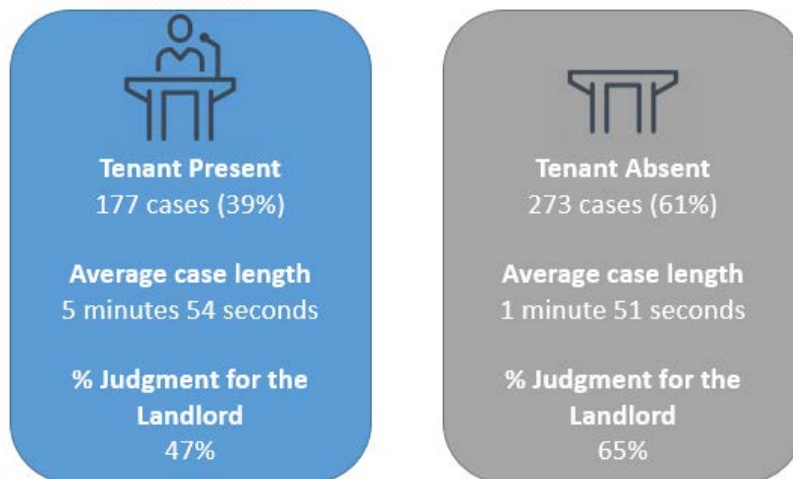 Tenant Present
177 cases (39%)
Average case length
5 minutes 54 seconds
% Judgment for the
Landlord
47%
Tenant Absent
273 cases (61%)
Average case length
1 minute 51 seconds
% Judgment for the
Landlord
65%